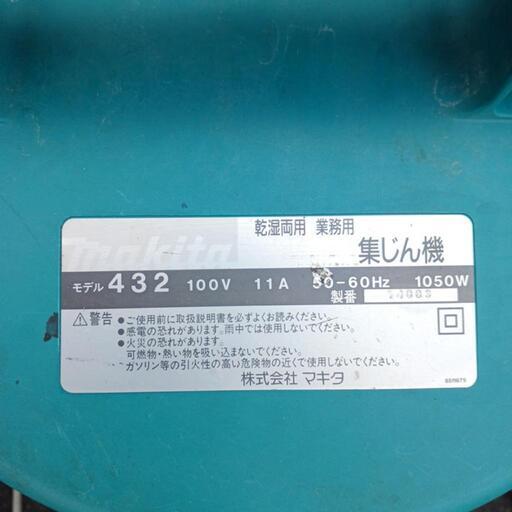 乾湿両用 業務用
makita 集じん機
モデル 432 100V 11A 50-60Hz 1050W
製番
⚠警告 ●ご使用前に取扱説明書を必ずよくお読みください。
●感電の恐れがあります。雨中では使用しないでください。
●火災の恐れがあります。
可燃物・熱い物を吸い込まないでください。
ガソリン等の引火性の高い危険物の近くで使用しないでください。
株式会社 マキタ